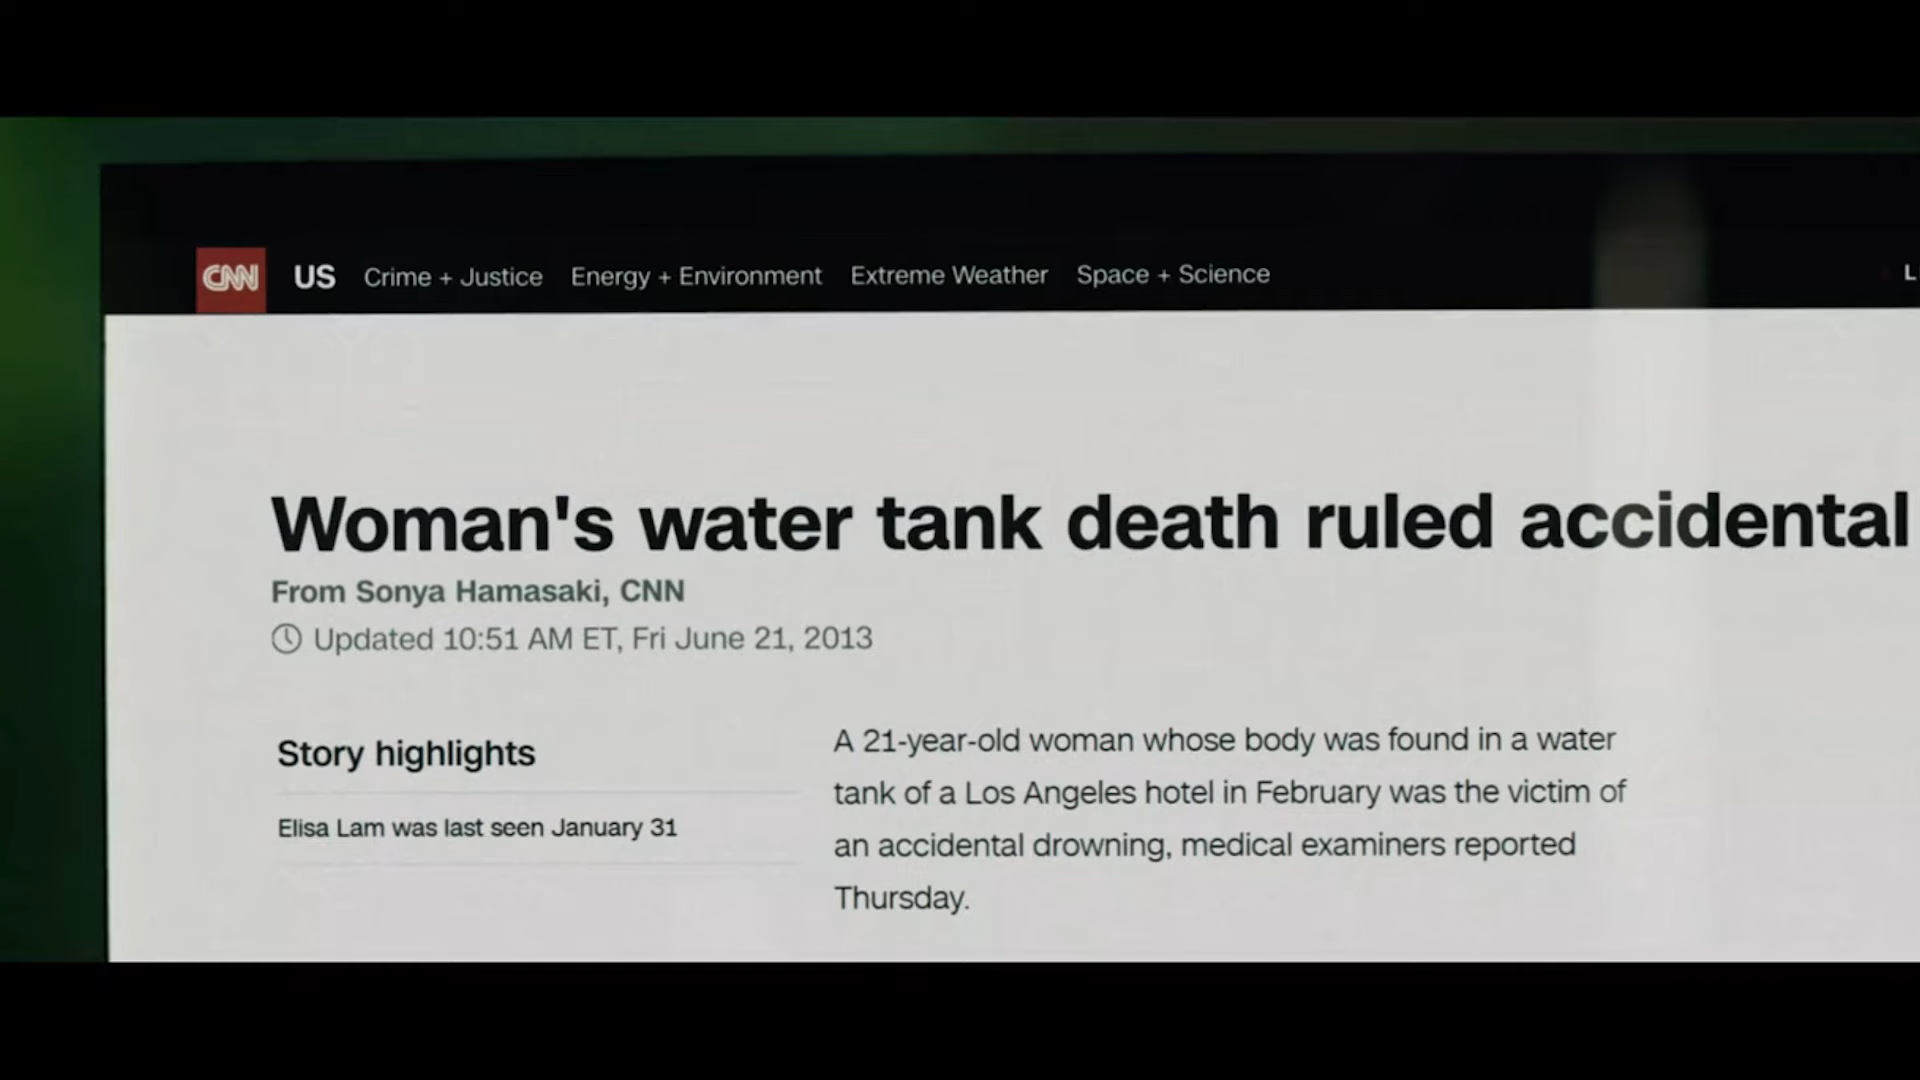 CNN US Crime + Justice Energy + Environment Extreme Weather Space + Science L
Woman's water tank death ruled accidental
From Sonya Hamasaki, CNN
Updated 10:51 AM ET, Fri June 21, 2013
Story highlights
Elisa Lam was last seen January 31
A 21-year-old woman whose body was found in a water
tank of a Los Angeles hotel in February was the victim of
an accidental drowning, medical examiners reported
Thursday.